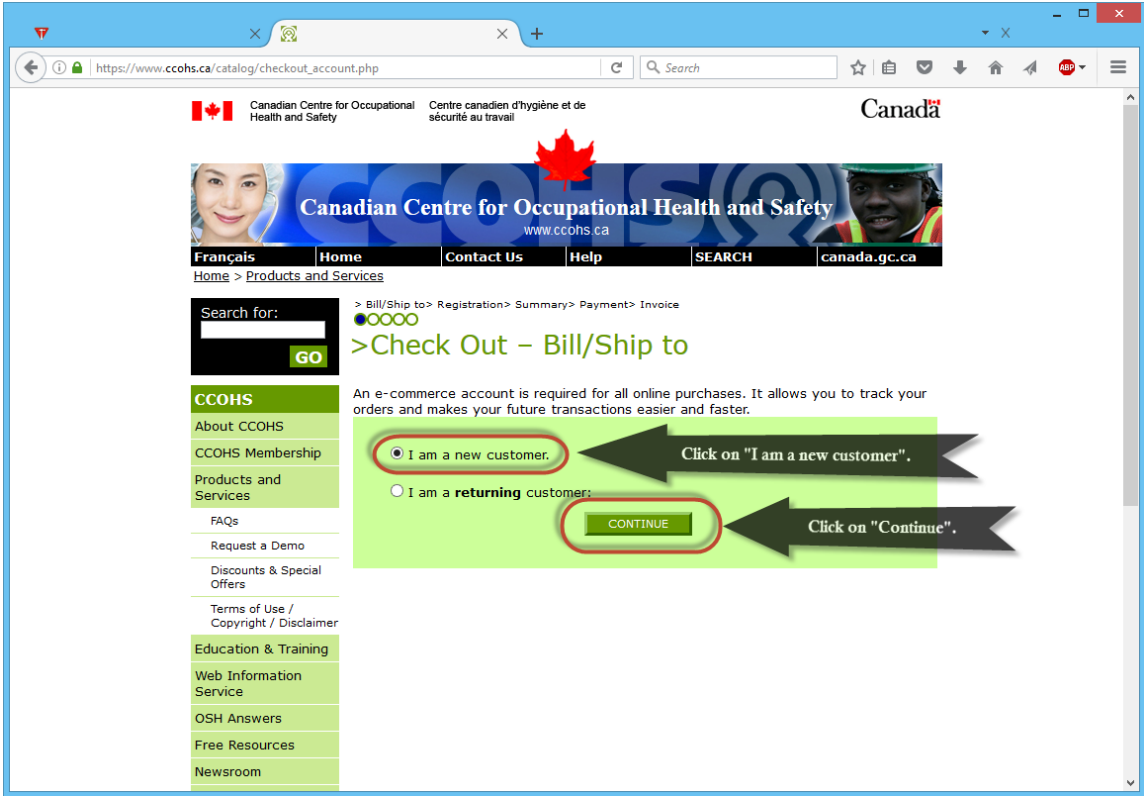 https://www.ccohs.ca/catalog/checkout_account.php
Search
ABP
Canadian Centre for Occupational Health and Safety
Centre canadien d'hygiène et de sécurité au travail
Canada
CCOHS
Canadian Centre for Occupational Health and Safety
www.ccohs.ca
Français Home Contact Us Help SEARCH canada.gc.ca
Home > Products and Services
Search for:
GO
> Bill/Ship to> Registration> Summary> Payment> Invoice
>Check Out – Bill/Ship to
An e-commerce account is required for all online purchases. It allows you to track your
orders and makes your future transactions easier and faster.
I am a new customer.
Click on "I am a new customer".
I am a returning customer:
CONTINUE
Click on "Continue".
CCOHS
About CCOHS
CCOHS Membership
Products and
Services
FAQs
Request a Demo
Discounts & Special
Offers
Terms of Use /
Copyright / Disclaimer
Education & Training
Web Information
Service
OSH Answers
Free Resources
Newsroom